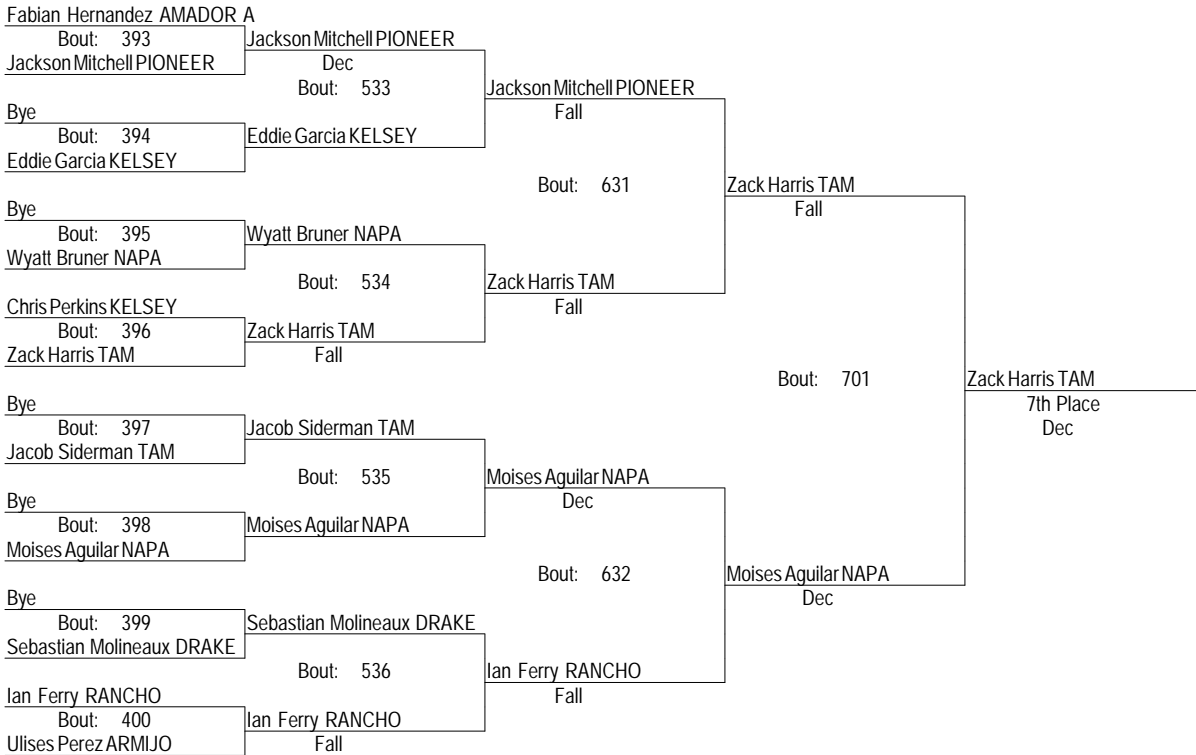 Fabian Hernandez AMADOR A
Bout: 393
Jackson Mitchell PIONEER
Jackson Mitchell PIONEER
Dec
Bout: 533
Jackson Mitchell PIONEER
Fall
Bye
Bout: 394
Eddie Garcia KELSEY
Eddie Garcia KELSEY
Bout: 631
Zack Harris TAM
Fall
Bye
Bout: 395
Wyatt Bruner NAPA
Wyatt Bruner NAPA
Bout: 534
Zack Harris TAM
Fall
Chris Perkins KELSEY
Bout: 396
Zack Harris TAM
Zack Harris TAM
Fall
Bout: 701
Zack Harris TAM
7th Place
Dec
Bye
Bout: 397
Jacob Siderman TAM
Jacob Siderman TAM
Bout: 535
Moises Aguilar NAPA
Dec
Bye
Bout: 398
Moises Aguilar NAPA
Moises Aguilar NAPA
Bout: 632
Moises Aguilar NAPA
Dec
Bye
Bout: 399
Sebastian Molineaux DRAKE
Sebastian Molineaux DRAKE
Bout: 536
Ian Ferry RANCHO
Fall
Ian Ferry RANCHO
Bout: 400
Ulises Perez ARMIJO
Ian Ferry RANCHO
Fall